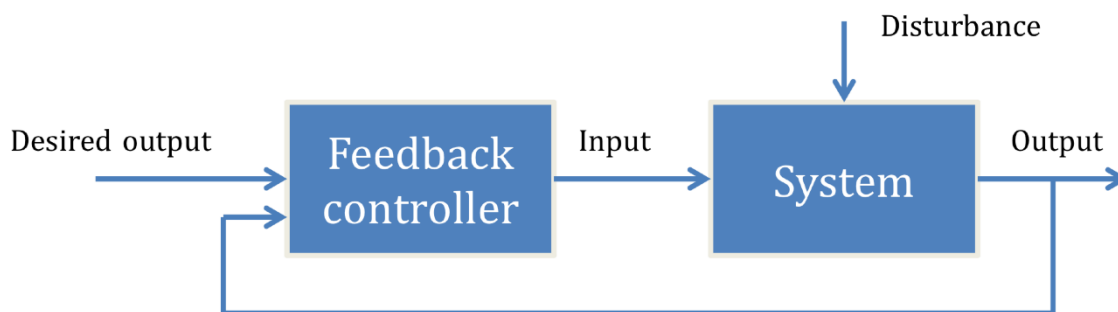 Disturbance
Desired output
Feedback
controller
Input
System
Output